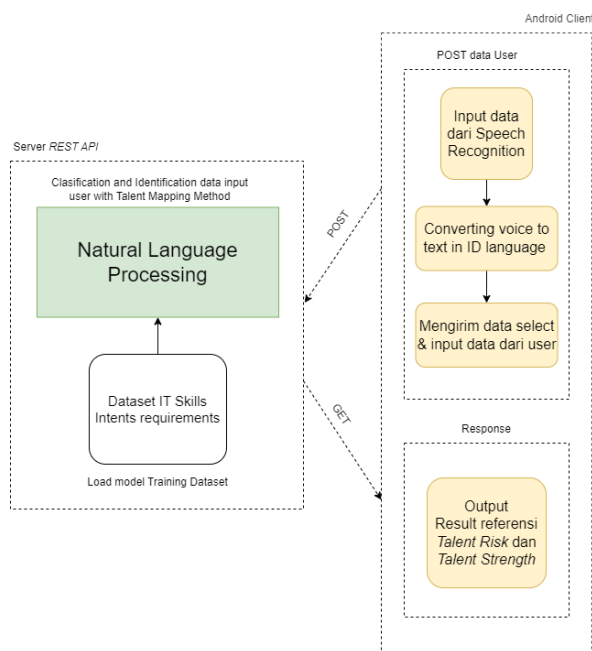 Android Client
POST data User
Input data
dari Speech
Recognition
Converting voice to
text in ID language
Mengirim data select
& input data dari user
Server REST API
Clasification and Identification data input
user with Talent Mapping Method
Natural Language
Processing
Dataset IT Skills
Intents requirements
Load model Training Dataset
POST
GET
Response
Output
Result referensi
Talent Risk dan
Talent Strength